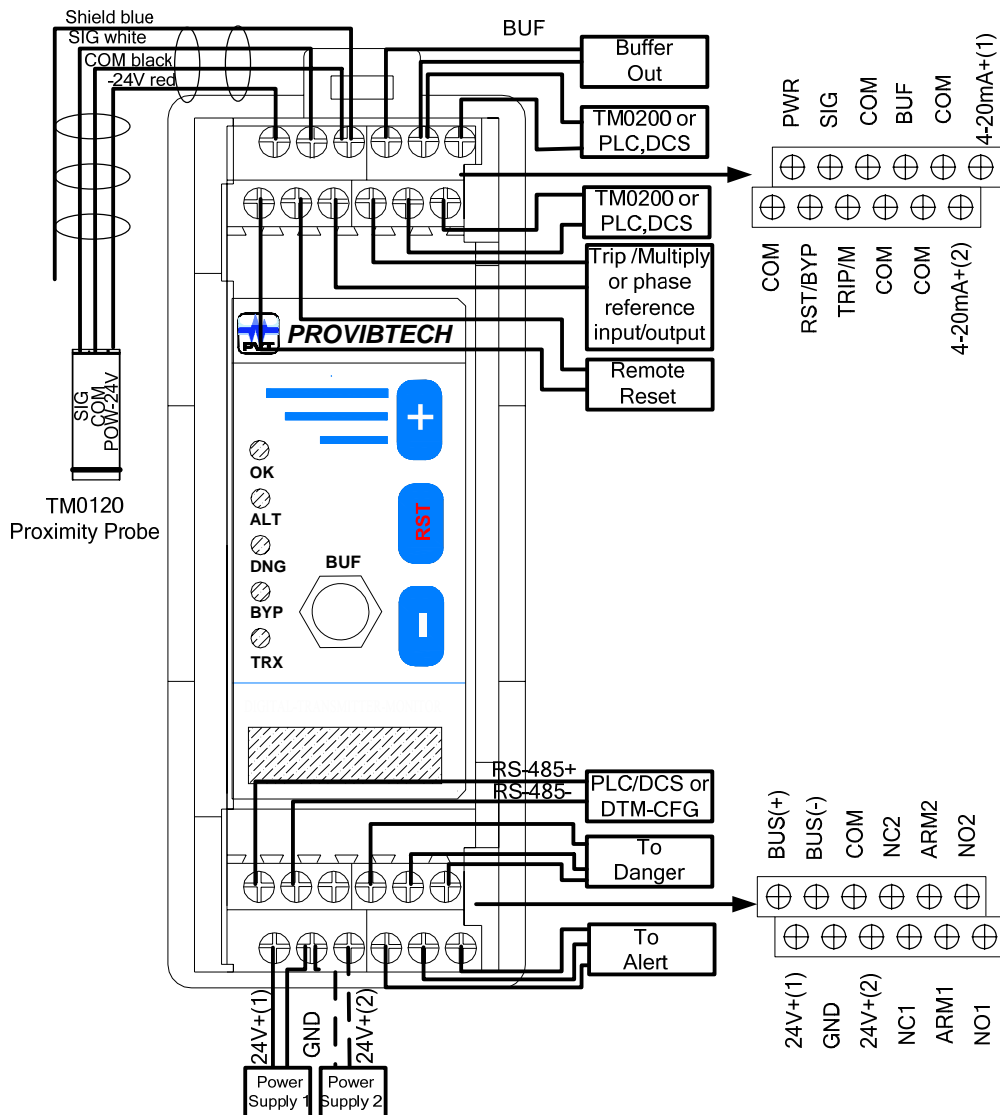 Shield blue
SIG white
COM black
-24V red
BUF
Buffer
Out
TM0200 or
PLC,DCS
TM0200 or
PLC,DCS
Trip /Multiply
or phase
reference
input/output
Remote
Reset
PWR
SIG
COM
BUF
COM
4-20mA+(1)
COM
RST/BYP
TRIP/M
COM
COM
4-20mA+(2)
SIG
COM
POW-24V
TM0120
Proximity Probe
PVT
PROVIBTECH
+
OK
ALT
DNG
BYP
TRX
BUF
RST
-
RS-485+
RS-485-
PLC/DCS or
DTM-CFG
To
Danger
To
Alert
BUS(+)
BUS(-)
COM
NC2
ARM2
NO2
24V+(1)
GND
24V+(2)
NC1
ARM1
NO1
24V+(1)
GND
24V+(2)
Power
Supply 1
Power
Supply 2